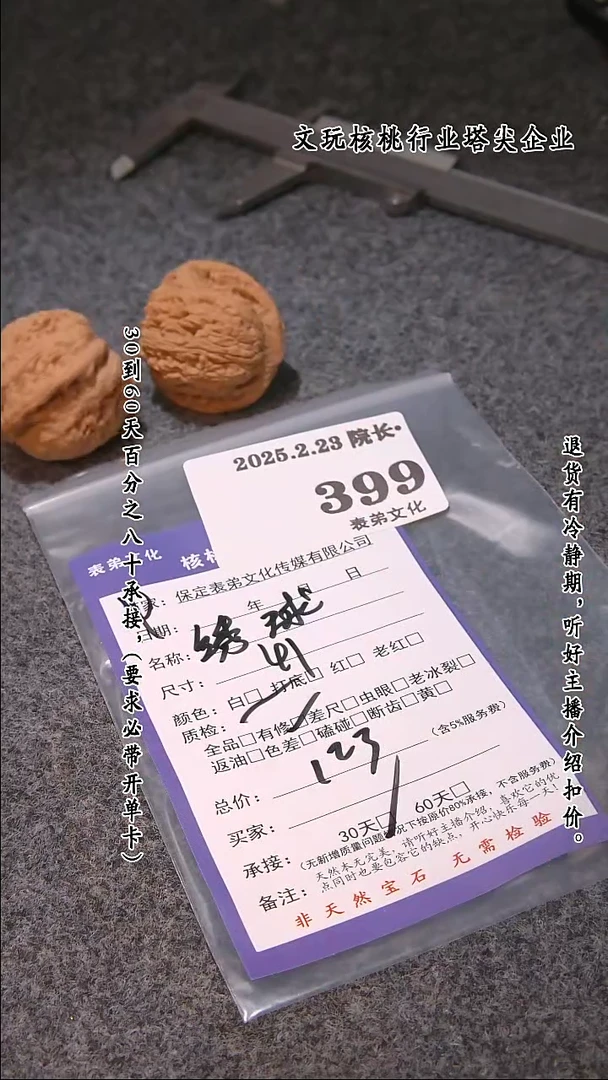 文玩核桃行业塔尖企业
30到60天百分之八十承接，（要求必带开单卡）
退货有冷静期，听好主播介绍扣价。
2025.2.23 院长·
399
表弟文化
表弟文化 核
家：保定表弟文化传媒有限公司
日期： 年 月 日
名称：绣球
尺寸：41
颜色：白□ 打底□ 红□ 老红□
质检：
全品□有修□差尺□虫眼□老冰裂□
返油□色差□磕碰□断齿□黄□
总价：123（含5%服务费）
买家：
承接：30天□ 60天□
（无新增质量问题情况下按原价80%承接，不含服务费）
备注：天然本无完美，请听好主播介绍，喜欢它的优
点同时也要包容它的缺点，开心快乐每一天！
非天然宝石 无需检验